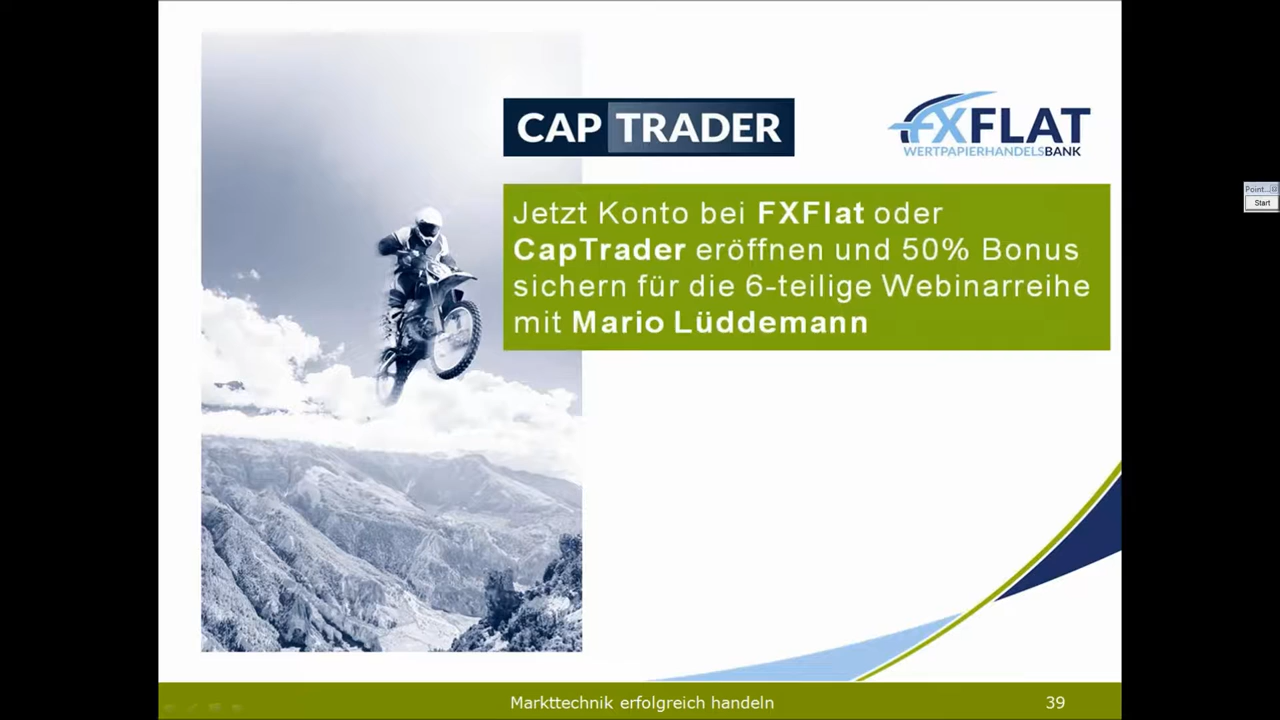 CAP TRADER
FXFLAT
WERTPAPIERHANDELSBANK
Jetzt Konto bei FXFlat oder
CapTrader eröffnen und 50% Bonus
sichern für die 6-teilige Webinarreihe
mit Mario Lüddemann
Point...
Start
Markttechnik erfolgreich handeln
39